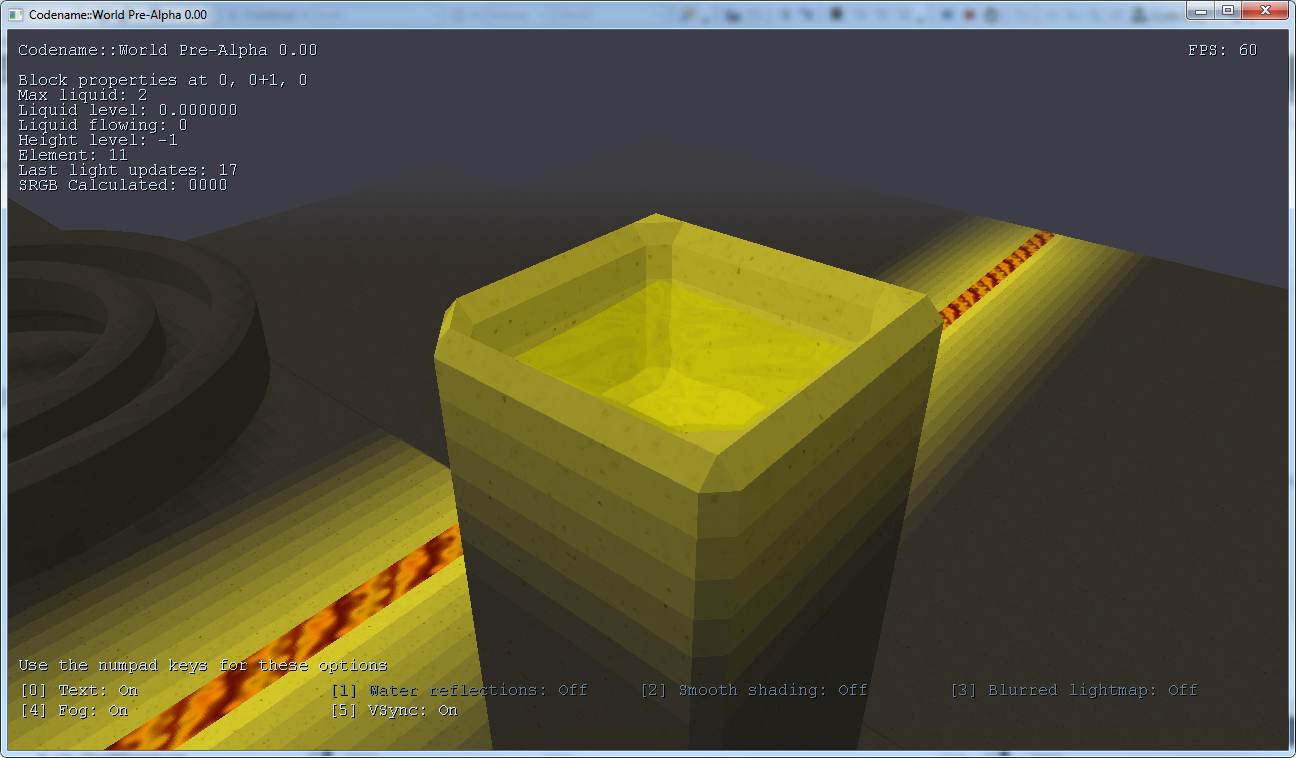 Codename::World Pre-Alpha 0.00
Codename::World Pre-Alpha 0.00
FPS: 60
Block properties at 0, 0+1, 0
Max liquid: 2
Liquid level: 0.000000
Liquid flowing: 0
Height level: -1
Element: 11
Last light updates: 17
SRGB Calculated: 0000
Use the numpad keys for these options
[0] Text: On [1] Water reflections: Off [2] Smooth shading: Off [3] Blurred lightmap: Off
[4] Fog: On [5] VSync: On